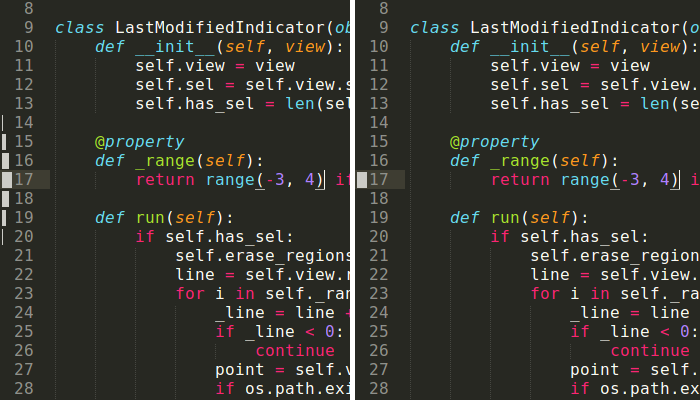 8
9 class LastModifiedIndicator(ob
10 def __init__(self, view):
11 self.view = view
12 self.sel = self.view.s
13 self.has_sel = len(sel
14
15 @property
16 def _range(self):
17 return range(-3, 4) if
18
19 def run(self):
20 if self.has_sel:
21 self.erase_regions
22 line = self.view.r
23 for i in self._ran
24 _line = line +
25 if _line < 0:
26 continue
27 point = self.v
28 if os.path.exi
8
9 class LastModifiedIndicator(o
10 def __init__(self, view):
11 self.view = view
12 self.sel = self.view.
13 self.has_sel = len(se
14
15 @property
16 def _range(self):
17 return range(-3, 4) i
18
19 def run(self):
20 if self.has_sel:
21 self.erase_region
22 line = self.view.
23 for i in self._ra
24 _line = line
25 if _line < 0:
26 continue
27 point = self.
28 if os.path.ex